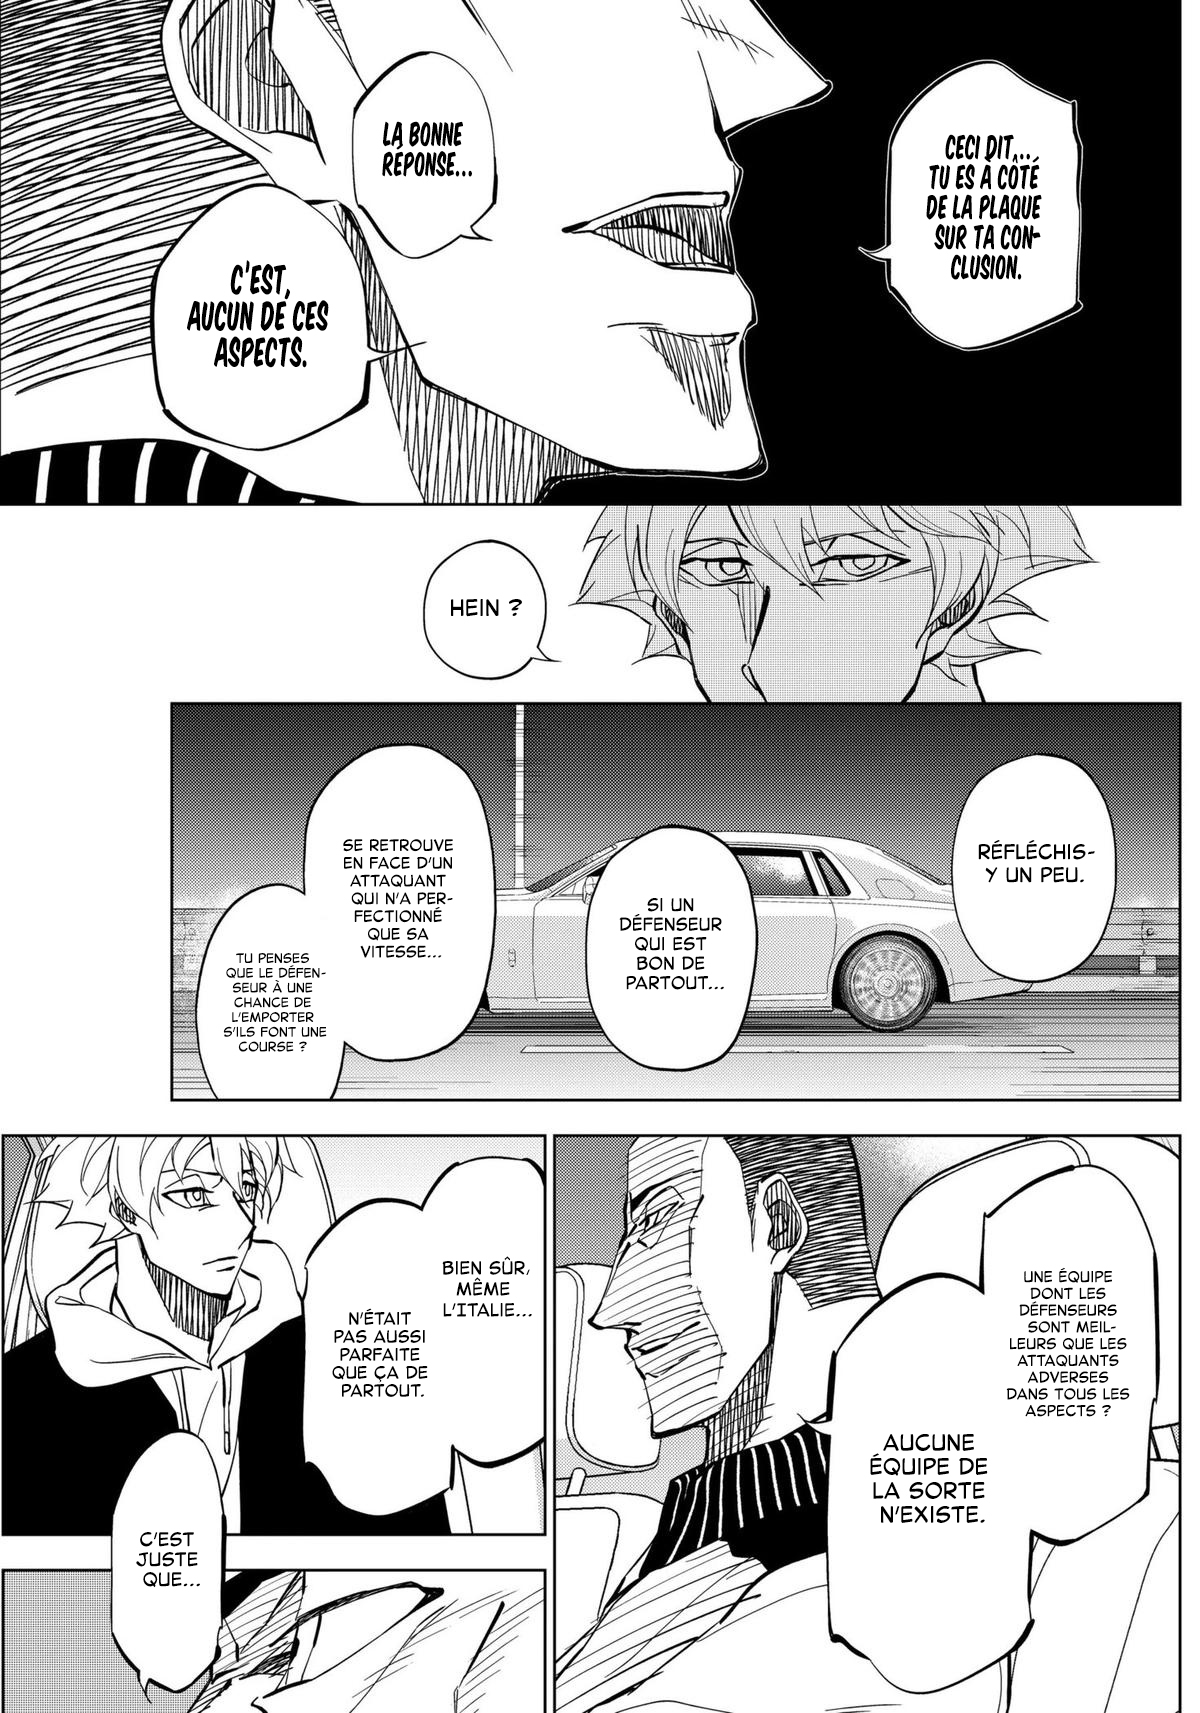 CECI DIT...
TU ES À CÔTÉ
DE LA PLAQUE
SUR TA CON-
CLUSION.
LA BONNE
RÉPONSE...
C'EST,
AUCUN DE CES
ASPECTS.
HEIN ?
RÉFLÉCHIS-
Y UN PEU.
SI UN
DÉFENSEUR
QUI EST
BON DE
PARTOUT...
SE RETROUVE
EN FACE D'UN
ATTAQUANT
QUI N'A PER-
FECTIONNÉ
QUE SA
VITESSE...
TU PENSES
QUE LE DÉFEN-
SEUR À UNE
CHANCE DE
L'EMPORTER
S'ILS FONT UNE
COURSE ?
UNE ÉQUIPE
DONT LES
DÉFENSEURS
SONT MEIL-
LEURS QUE LES
ATTAQUANTS
ADVERSES
DANS TOUS LES
ASPECTS ?
AUCUNE
ÉQUIPE DE
LA SORTE
N'EXISTE.
BIEN SÛR,
MÊME
L'ITALIE...
N'ÉTAIT
PAS AUSSI
PARFAITE
QUE ÇA DE
PARTOUT.
C'EST
JUSTE
QUE...